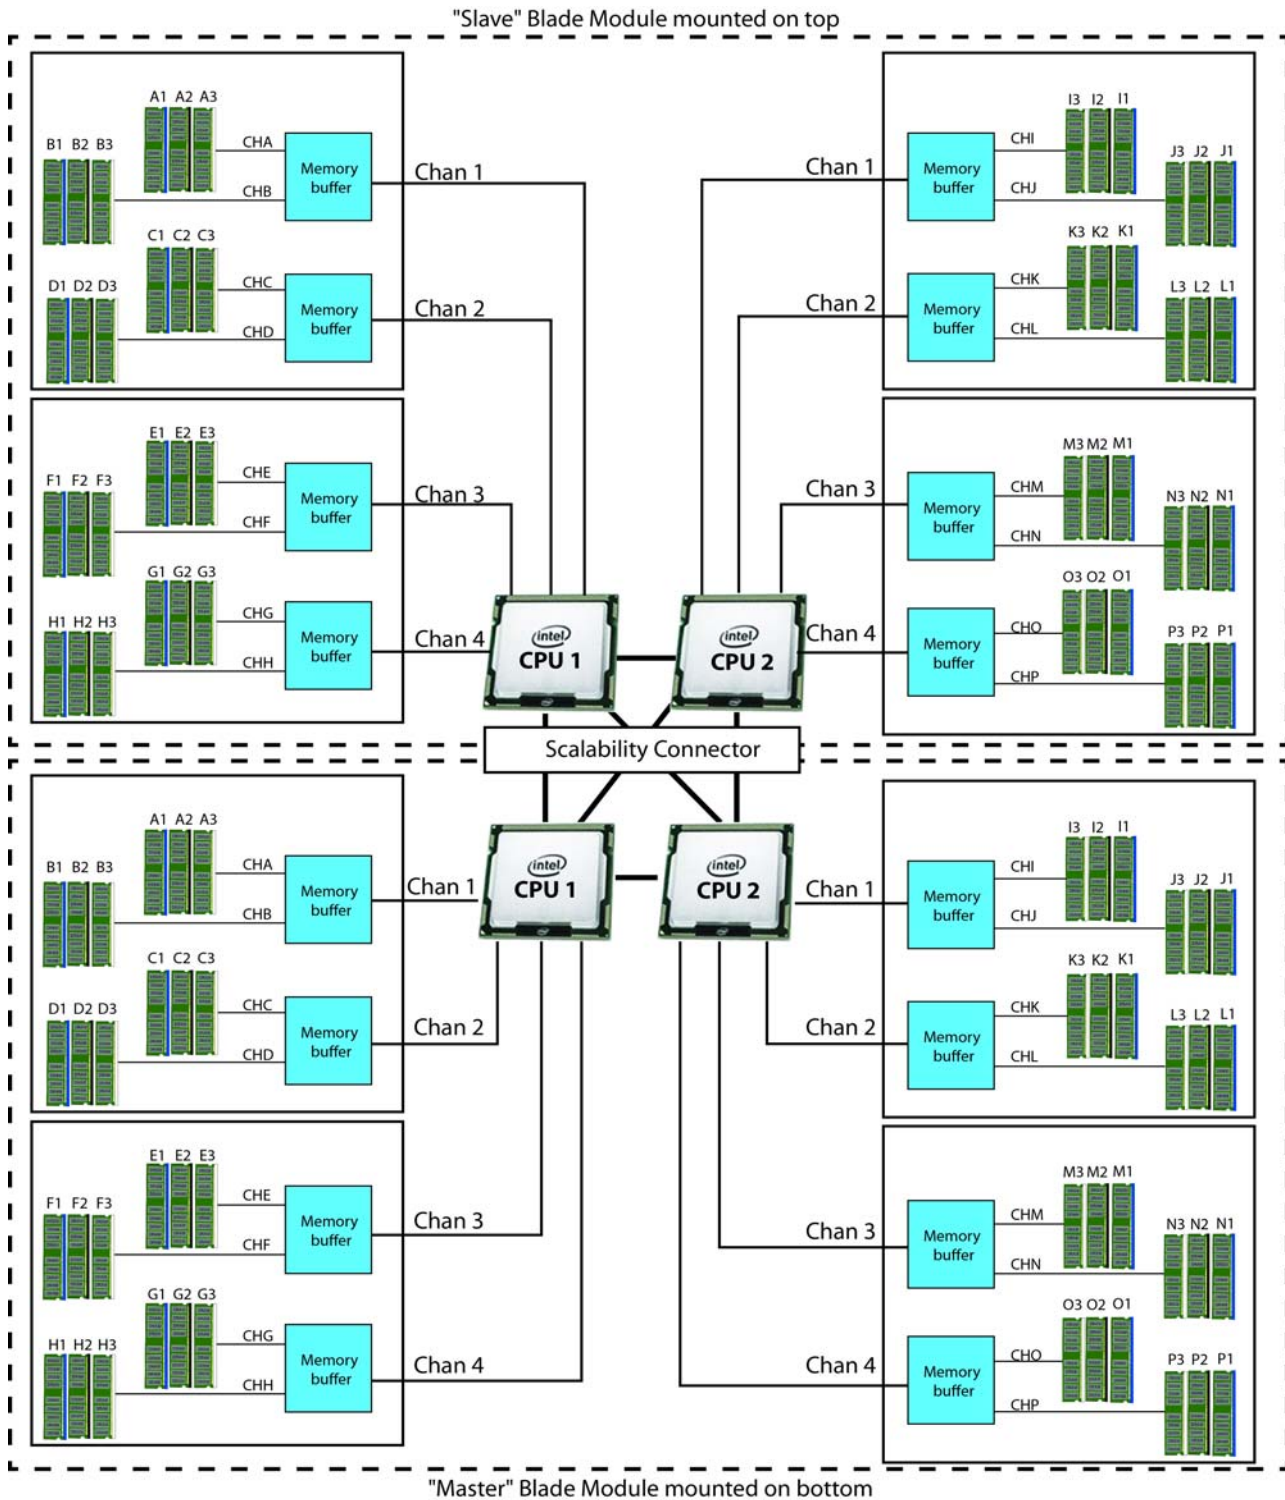 "Slave" Blade Module mounted on top
A1 A2 A3
B1 B2 B3
CHA
CHB
Memory
buffer
Chan 1
C1 C2 C3
D1 D2 D3
CHC
CHD
Memory
buffer
Chan 2
E1 E2 E3
F1 F2 F3
CHE
CHF
Memory
buffer
Chan 3
G1 G2 G3
H1 H2 H3
CHG
CHH
Memory
buffer
Chan 4
intel
CPU 1
intel
CPU 2
Chan 1
Memory
buffer
CHI
CHJ
I3 I2 I1
J3 J2 J1
Chan 2
Memory
buffer
CHK
CHL
K3 K2 K1
L3 L2 L1
Chan 3
Memory
buffer
CHM
CHN
M3 M2 M1
N3 N2 N1
Chan 4
Memory
buffer
CHO
CHP
O3 O2 O1
P3 P2 P1
Scalability Connector
A1 A2 A3
B1 B2 B3
CHA
CHB
Memory
buffer
Chan 1
C1 C2 C3
D1 D2 D3
CHC
CHD
Memory
buffer
Chan 2
E1 E2 E3
F1 F2 F3
CHE
CHF
Memory
buffer
Chan 3
G1 G2 G3
H1 H2 H3
CHG
CHH
Memory
buffer
Chan 4
intel
CPU 1
intel
CPU 2
Chan 1
Memory
buffer
CHI
CHJ
I3 I2 I1
J3 J2 J1
Chan 2
Memory
buffer
CHK
CHL
K3 K2 K1
L3 L2 L1
Chan 3
Memory
buffer
CHM
CHN
M3 M2 M1
N3 N2 N1
Chan 4
Memory
buffer
CHO
CHP
O3 O2 O1
P3 P2 P1
"Master" Blade Module mounted on bottom